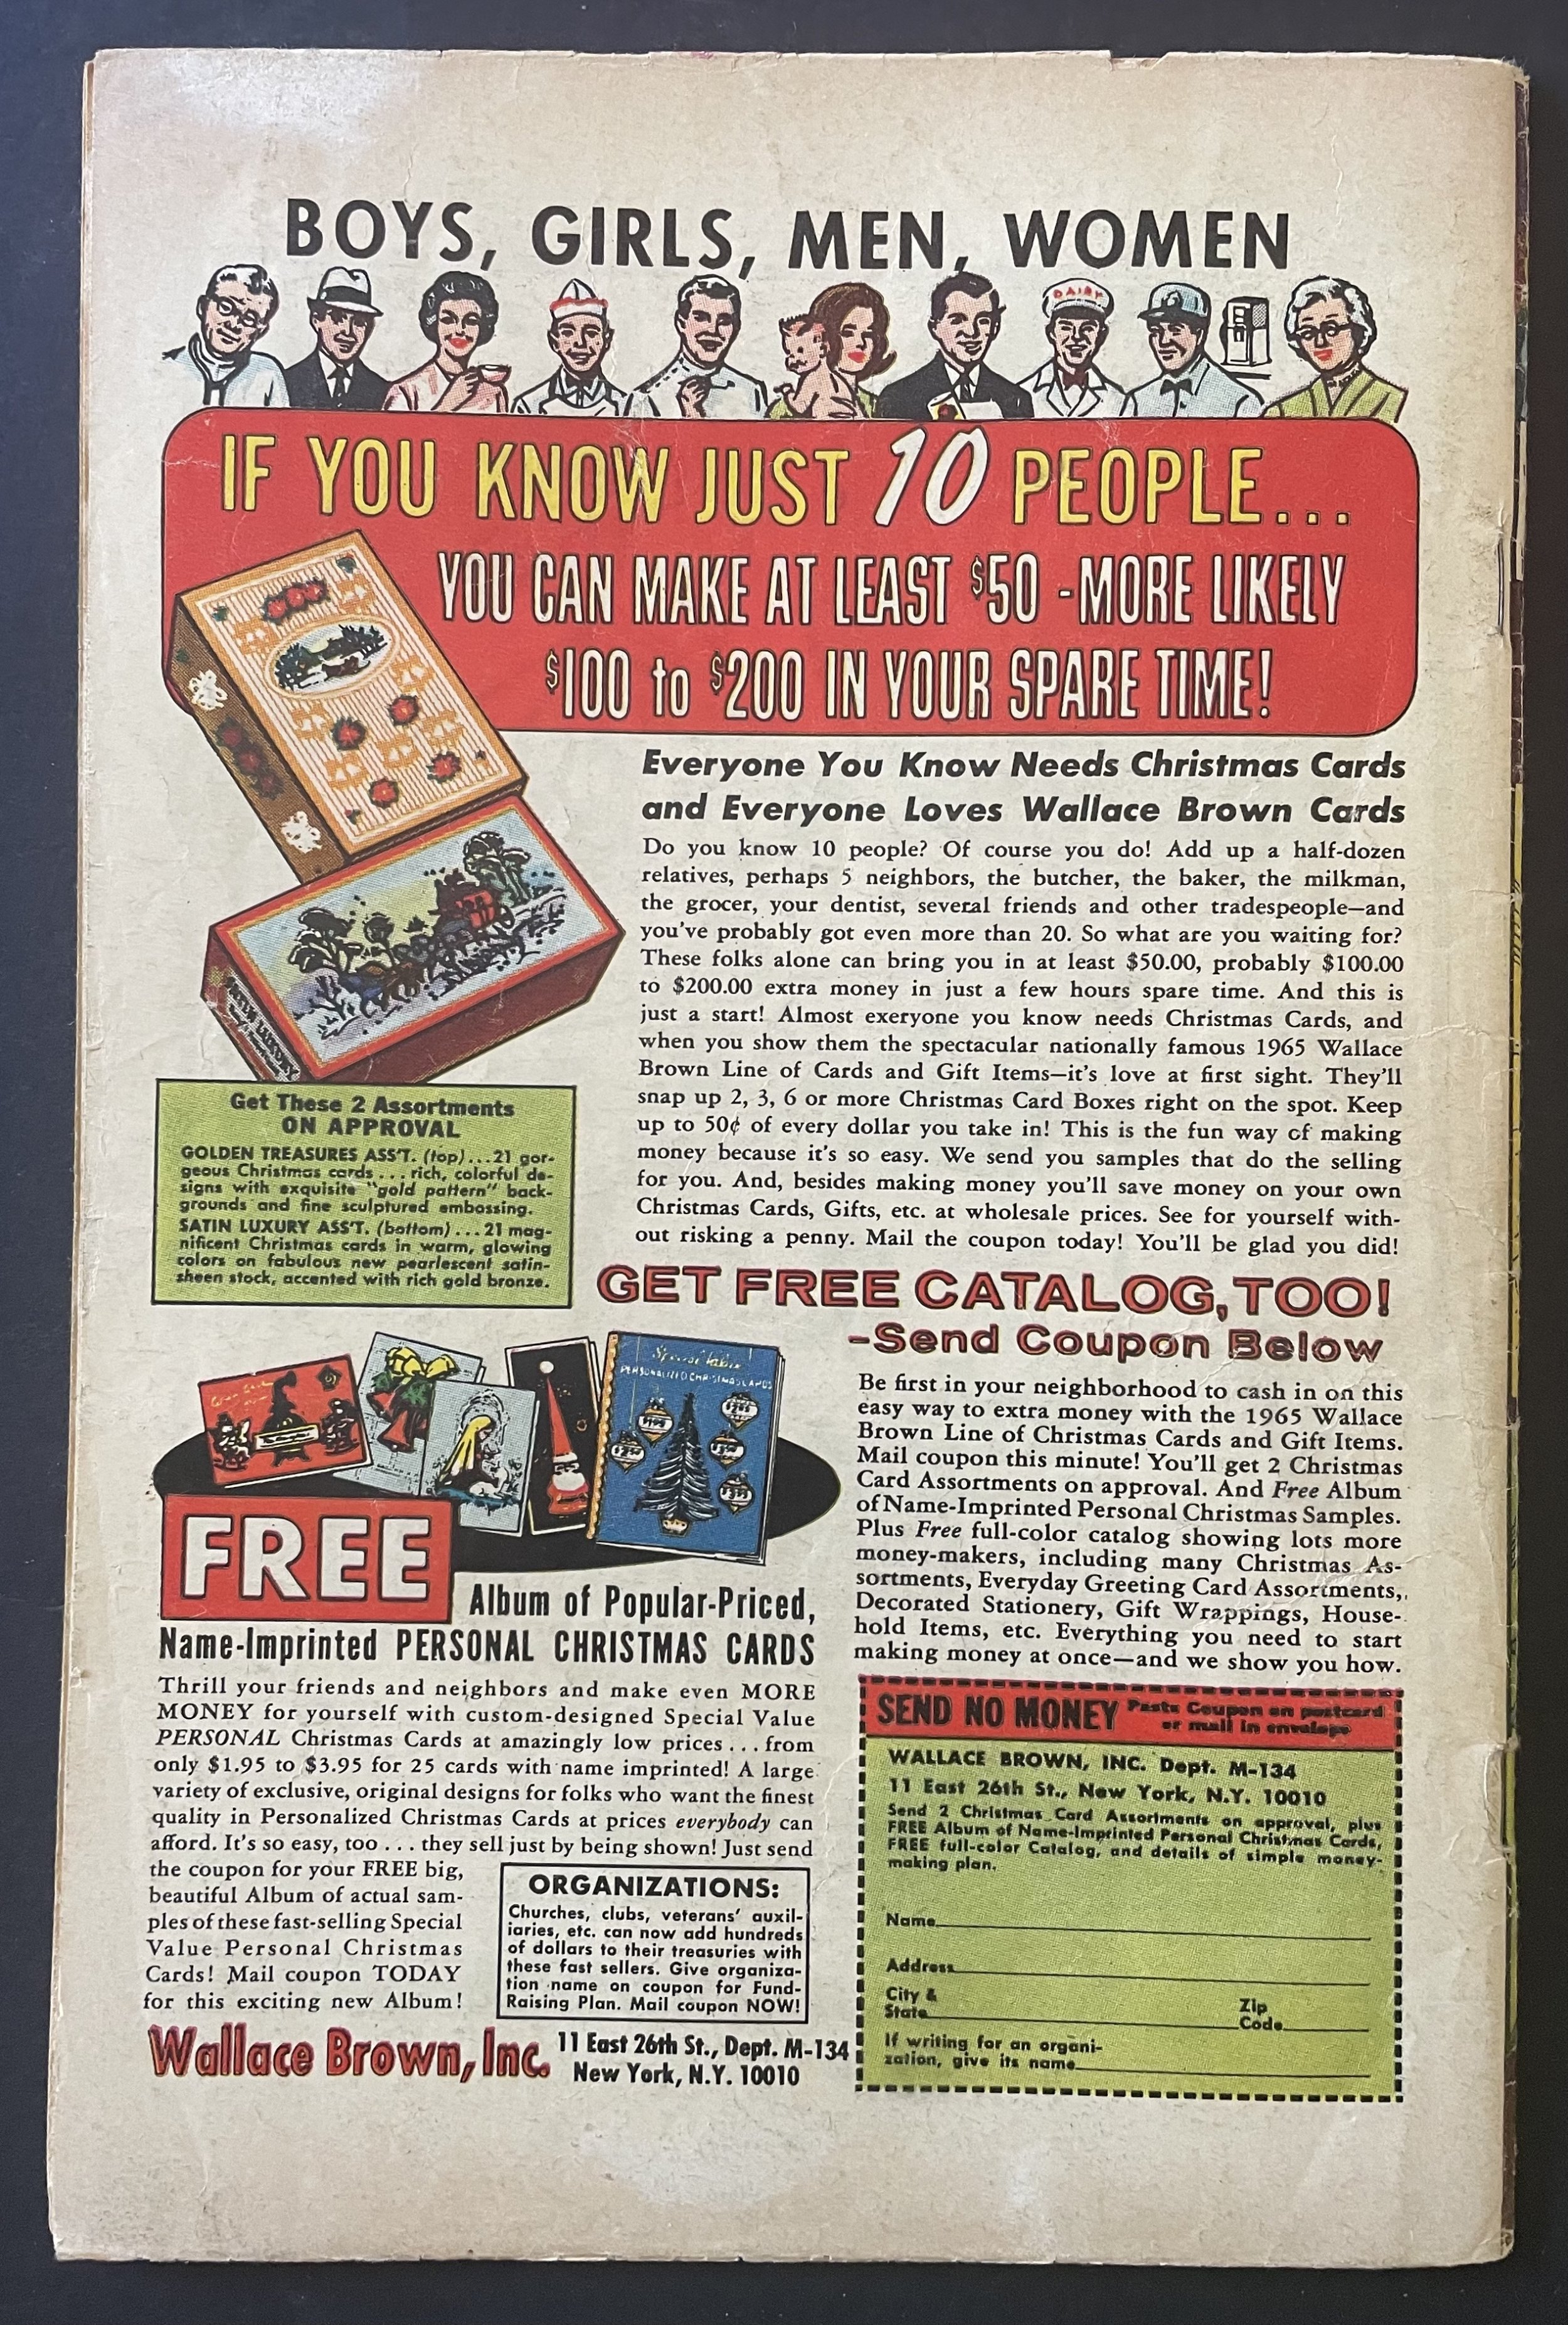 BOYS, GIRLS, MEN, WOMEN
DAIRY
IF YOU KNOW JUST 10 PEOPLE...
YOU CAN MAKE AT LEAST $50 -MORE LIKELY
$100 to $200 IN YOUR SPARE TIME!
Everyone You Know Needs Christmas Cards
and Everyone Loves Wallace Brown Cards
Do you know 10 people? Of course you do! Add up a half-dozen
relatives, perhaps 5 neighbors, the butcher, the baker, the milkman,
the grocer, your dentist, several friends and other tradespeople—and
you've probably got even more than 20. So what are you waiting for?
These folks alone can bring you in at least $50.00, probably $100.00
to $200.00 extra money in just a few hours spare time. And this is
just a start! Almost exeryone you know needs Christmas Cards, and
when you show them the spectacular nationally famous 1965 Wallace
Brown Line of Cards and Gift Items—it's love at first sight. They'll
snap up 2, 3, 6 or more Christmas Card Boxes right on the spot. Keep
up to 50¢ of every dollar you take in! This is the fun way of making
money because it's so easy. We send you samples that do the selling
for you. And, besides making money you'll save money on your own
Christmas Cards, Gifts, etc. at wholesale prices. See for yourself with-
out risking a penny. Mail the coupon today! You'll be glad you did!
SATIN LUXURY
Get These 2 Assortments
ON APPROVAL
GOLDEN TREASURES ASS'T. (top)...21 gor-
geous Christmas cards...rich, colorful de-
signs with exquisite "gold pattern" back-
grounds and fine sculptured embossing.
SATIN LUXURY ASS'T. (bottom)...21 mag-
nificent Christmas cards in warm, glowing
colors on fabulous new pearlescent satin-
sheen stock, accented with rich gold bronze.
GET FREE CATALOG, TOO!
-Send Coupon Below
Be first in your neighborhood to cash in on this
easy way to extra money with the 1965 Wallace
Brown Line of Christmas Cards and Gift Items.
Mail coupon this minute! You'll get 2 Christmas
Card Assortments on approval. And Free Album
of Name-Imprinted Personal Christmas Samples.
Plus Free full-color catalog showing lots more
money-makers, including many Christmas As-
sortments, Everyday Greeting Card Assortments,
Decorated Stationery, Gift Wrappings, House-
hold Items, etc. Everything you need to start
making money at once—and we show you how.
Special Value
PERSONALIZED CHRISTMAS CARDS
FREE
Album of Popular-Priced,
Name-Imprinted PERSONAL CHRISTMAS CARDS
Thrill your friends and neighbors and make even MORE
MONEY for yourself with custom-designed Special Value
PERSONAL Christmas Cards at amazingly low prices...from
only $1.95 to $3.95 for 25 cards with name imprinted! A large
variety of exclusive, original designs for folks who want the finest
quality in Personalized Christmas Cards at prices everybody can
afford. It's so easy, too...they sell just by being shown! Just send
the coupon for your FREE big,
beautiful Album of actual sam-
ples of these fast-selling Special
Value Personal Christmas
Cards! Mail coupon TODAY
for this exciting new Album!
ORGANIZATIONS:
Churches, clubs, veterans' auxil-
iaries, etc. can now add hundreds
of dollars to their treasuries with
these fast sellers. Give organiza-
tion name on coupon for Fund-
Raising Plan. Mail coupon NOW!
Wallace Brown, Inc.
11 East 26th St., Dept. M-134
New York, N.Y. 10010
SEND NO MONEY Paste Coupon on postcard
or mail in envelope
WALLACE BROWN, INC. Dept. M-134
11 East 26th St., New York, N.Y. 10010
Send 2 Christmas Card Assortments on approval, plus
FREE Album of Name-Imprinted Personal Christmas Cards,
FREE full-color Catalog, and details of simple money-
making plan.
Name
Address
City &
State
Zip
Code
If writing for an organi-
zation, give its name